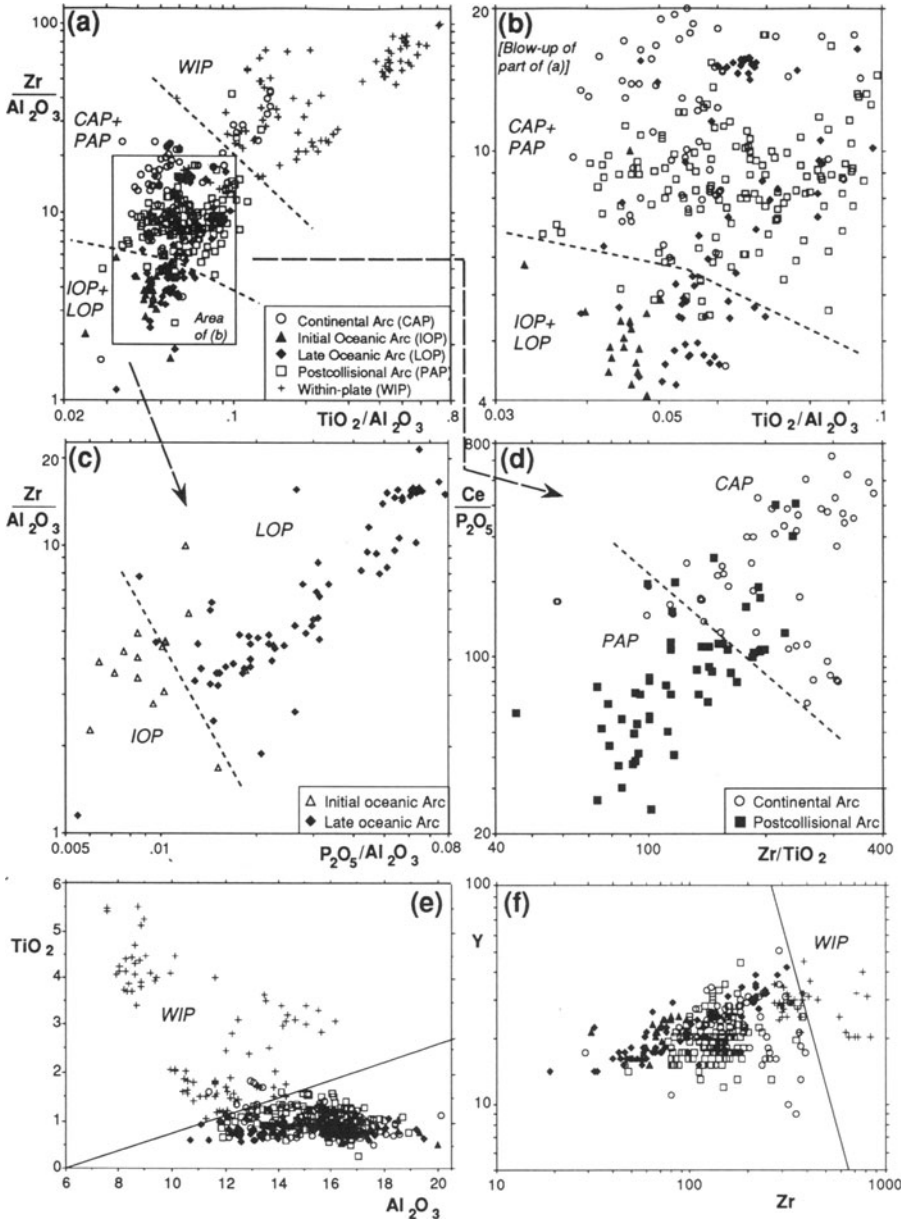 (a)
100
Zr
Al₂O₃
WIP
30
CAP+
PAP
10
IOP+
LOP
3
Area
of (b)
Continental Arc (CAP)
Initial Oceanic Arc (IOP)
Late Oceanic Arc (LOP)
Postcollisional Arc (PAP)
Within-plate (WIP)
1
0.02
.1
.8
TiO₂/Al₂O₃
20
(b)
[Blow-up of
part of (a)]
CAP+
PAP
10
IOP+
LOP
4
0.03
0.05
.1
TiO₂/Al₂O₃
20
(c)
Zr
Al₂O₃
LOP
10
IOP
Initial oceanic Arc
Late oceanic Arc
1
0.005
.01
0.08
P₂O₅/Al₂O₃
800
(d)
Ce
P₂O₅
CAP
300
PAP
100
Continental Arc
Postcollisional Arc
20
40
100
400
Zr/TiO₂
6
(e)
5
TiO₂
4
WIP
3
2
1
0
6
8
10
12
14
16
18
20
Al₂O₃
100
(f)
Y
WIP
10
10
100
1000
Zr